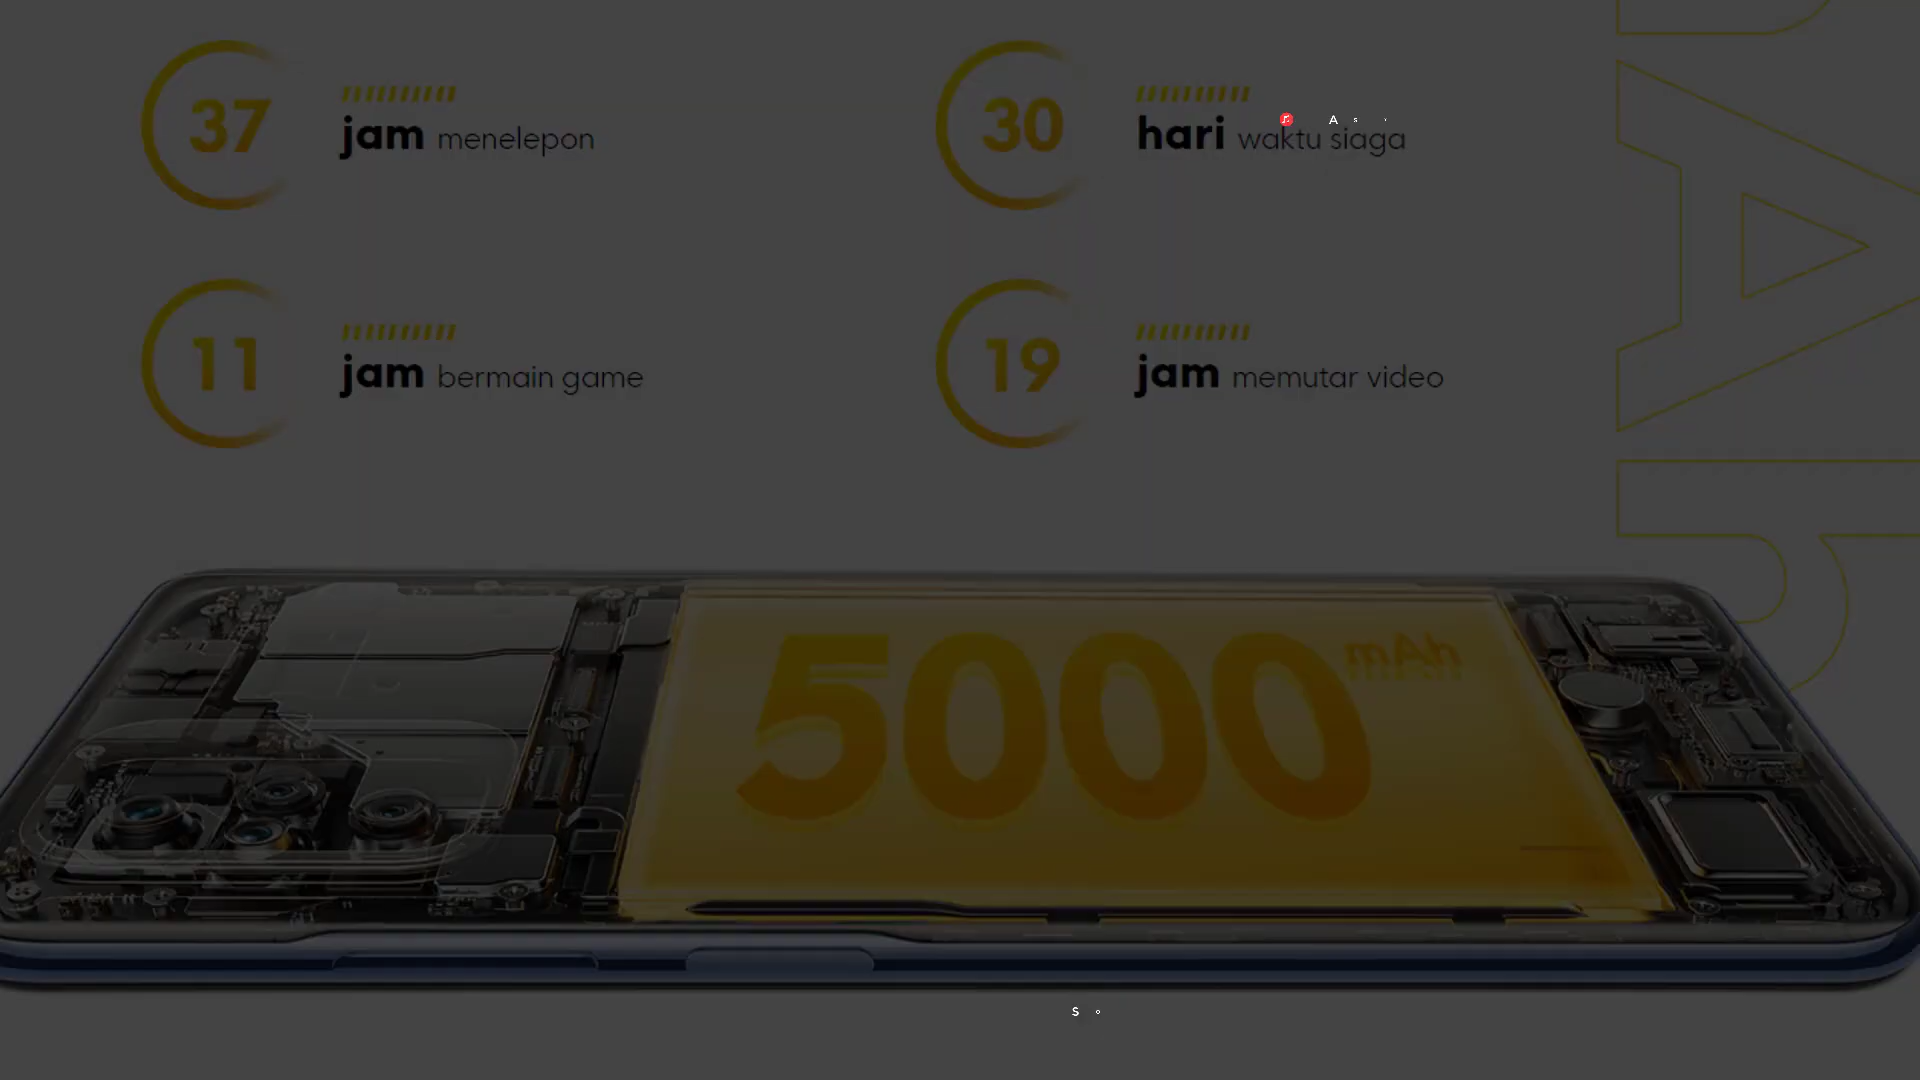 37 jam menelepon
30 hari waktu siaga
A s
11 jam bermain game
19 jam memutar video
5000 mAh
S o